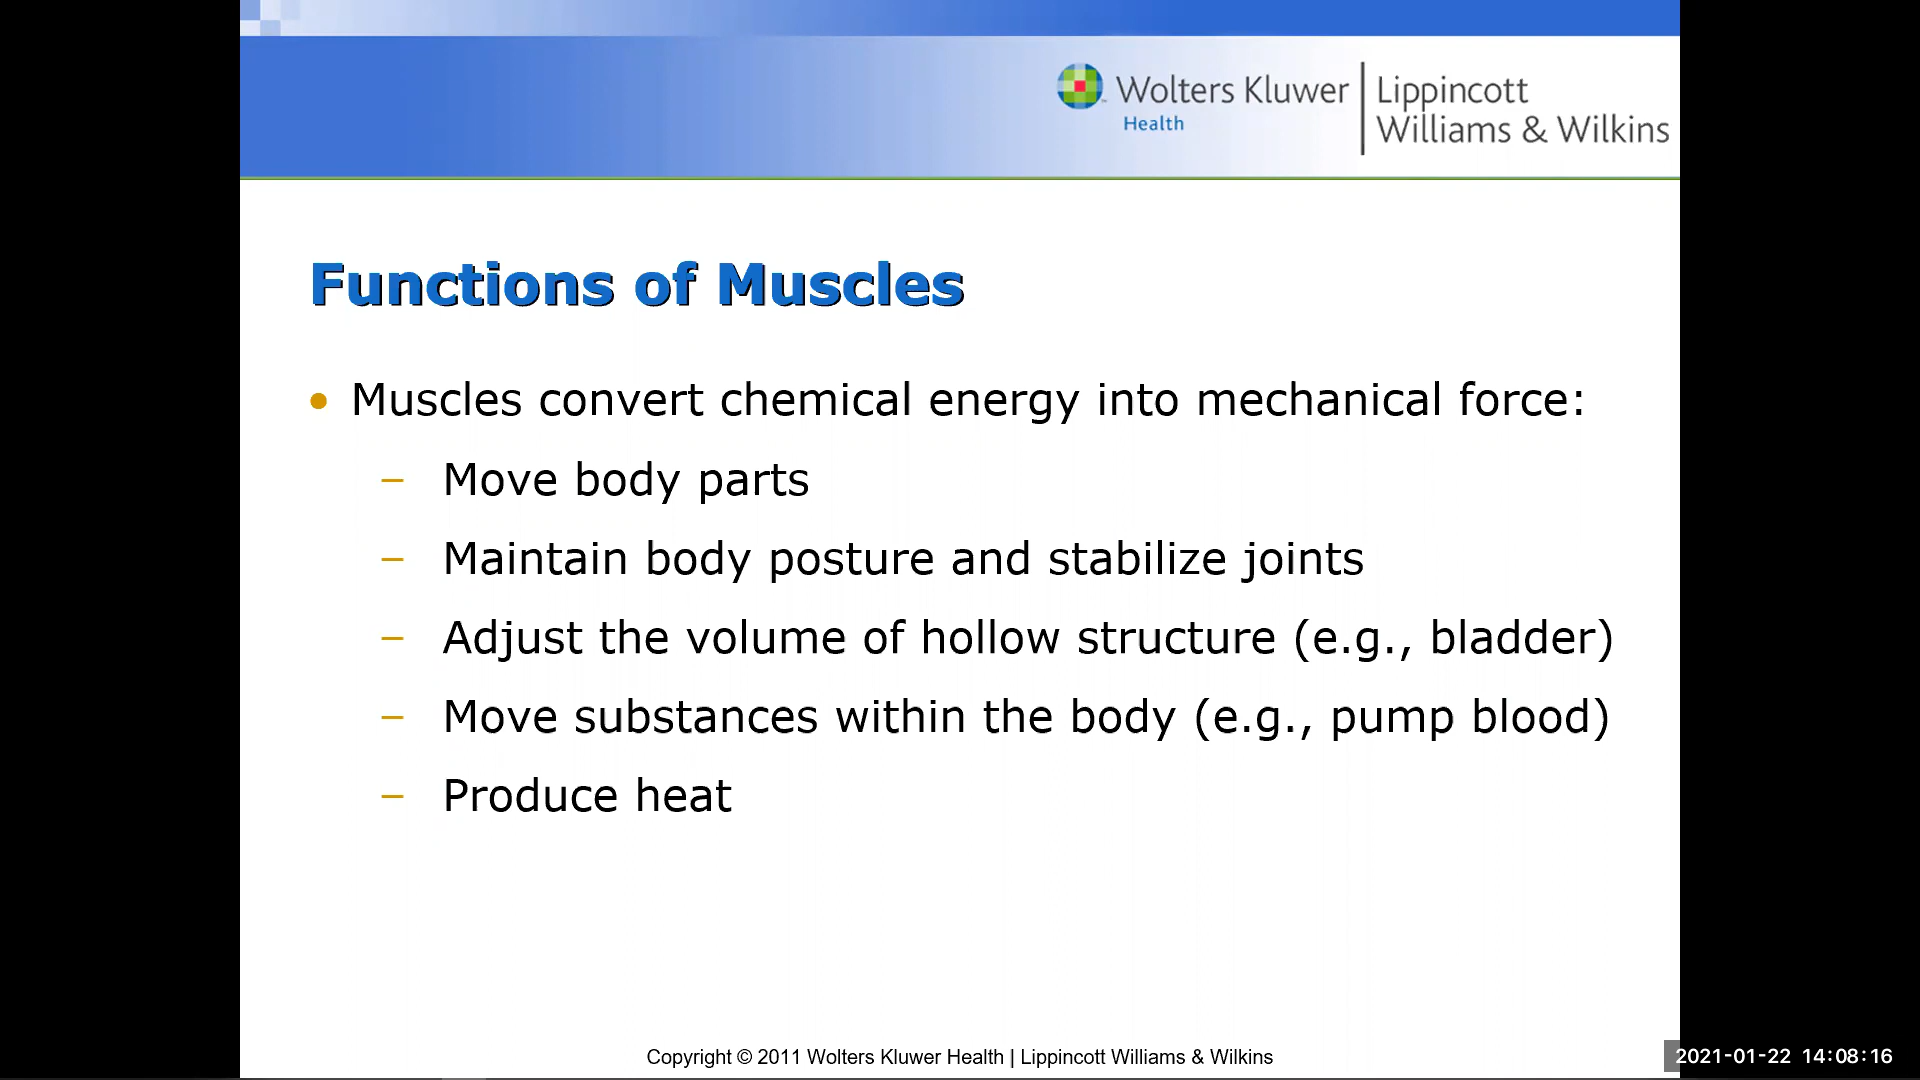 Wolters Kluwer
Health
Lippincott
Williams & Wilkins
Functions of Muscles
• Muscles convert chemical energy into mechanical force:
– Move body parts
– Maintain body posture and stabilize joints
– Adjust the volume of hollow structure (e.g., bladder)
– Move substances within the body (e.g., pump blood)
– Produce heat
Copyright © 2011 Wolters Kluwer Health | Lippincott Williams & Wilkins
2021-01-22 14:08:16